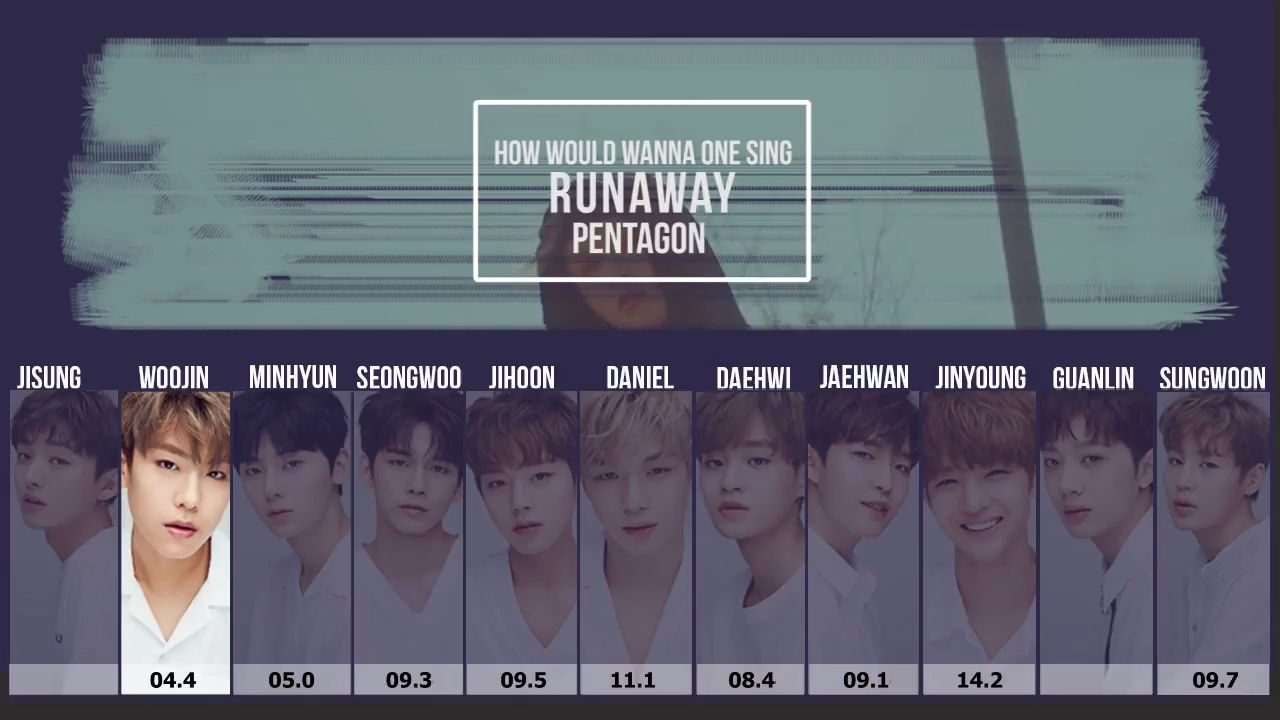 HOW WOULD WANNA ONE SING
RUNAWAY
PENTAGON
JISUNG WOOJIN MINHYUN SEONGWOO JIHOON DANIEL DAEHWI JAEHWAN JINYOUNG GUANLIN SUNGWOON
04.4 05.0 09.3 09.5 11.1 08.4 09.1 14.2 09.7